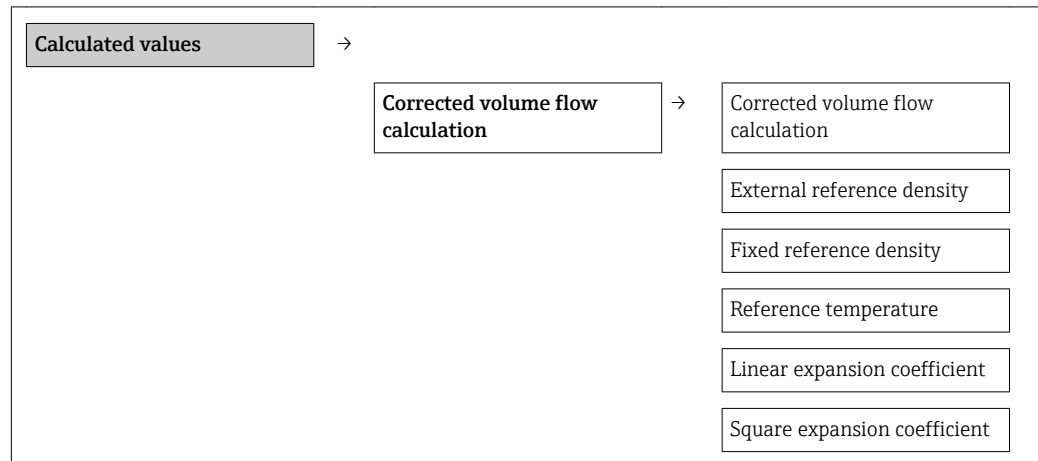 Calculated values →
Corrected volume flow
calculation
→
Corrected volume flow
calculation
External reference density
Fixed reference density
Reference temperature
Linear expansion coefficient
Square expansion coefficient